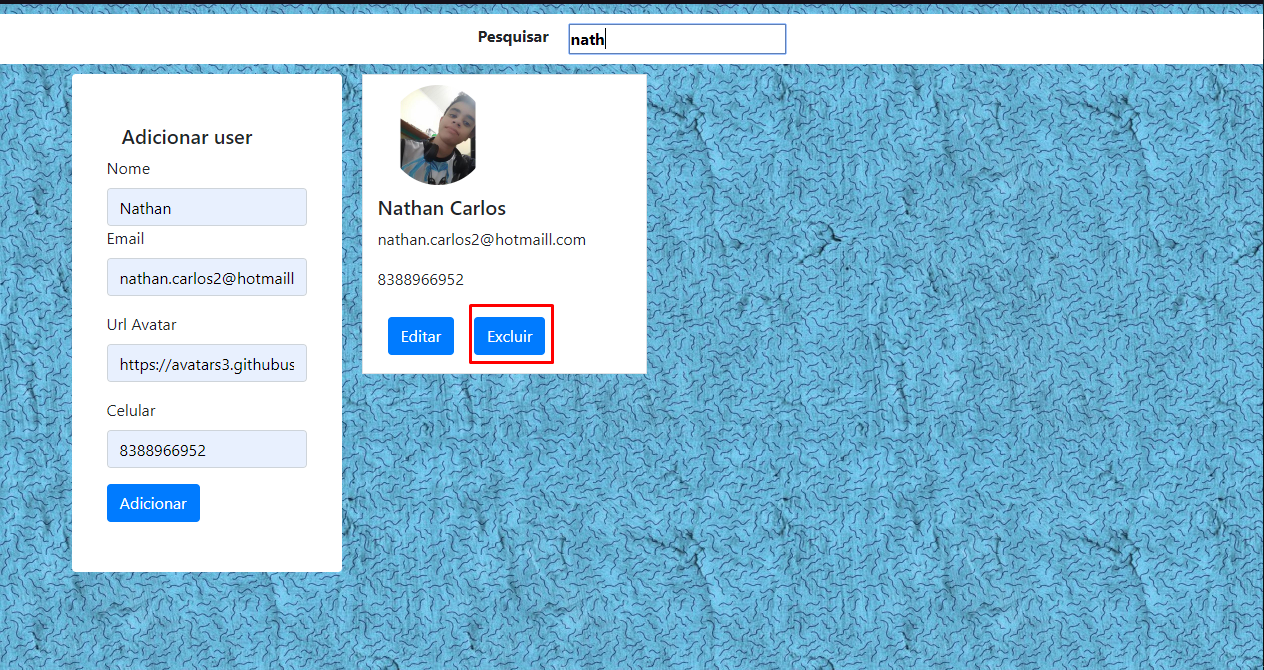 Pesquisar nath
Adicionar user
Nome
Nathan
Email
nathan.carlos2@hotmaill
Url Avatar
https://avatars3.githubus
Celular
8388966952
Adicionar
Nathan Carlos
nathan.carlos2@hotmaill.com
8388966952
Editar Excluir